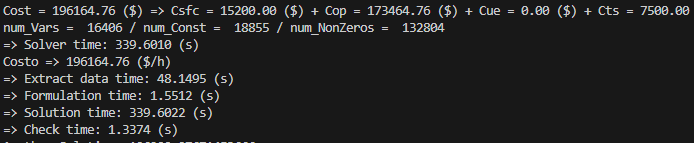 Cost = 196164.76 ($) => Csfc = 15200.00 ($) + Cop = 173464.76 ($) + Cue = 0.00 ($) + Cts = 7500.00
num_Vars =  16406 / num_Const =  18855 / num_NonZeros =  132804
=> Solver time: 339.6010 (s)
Costo => 196164.76 ($/h)
=> Extract data time: 48.1495 (s)
=> Formulation time: 1.5512 (s)
=> Solution time: 339.6022 (s)
=> Check time: 1.3374 (s)